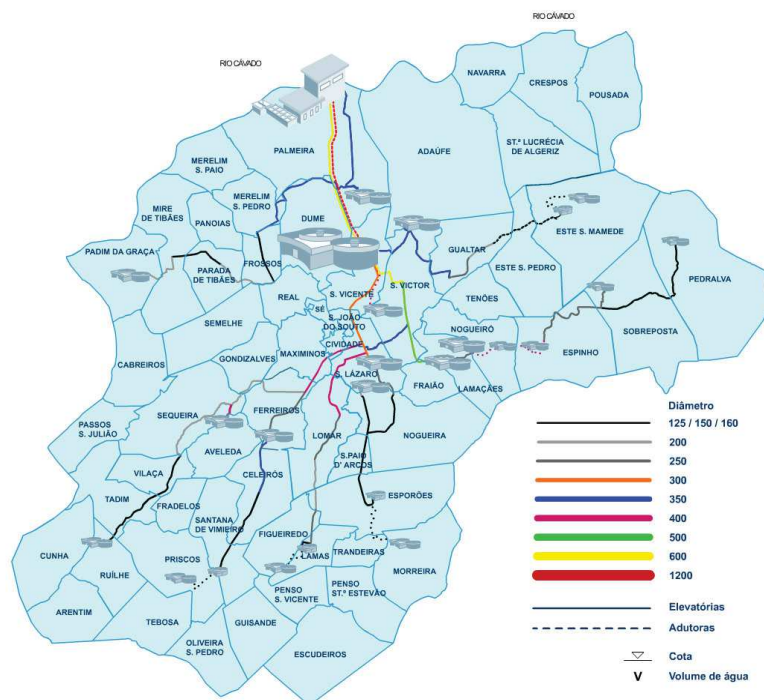 RIO CÁVADO
RIO CÁVADO
NAVARRA
CRESPOS
POUSADA
PALMEIRA
ADAÚFE
ST.ª LUCRÉCIA
DE ALGERIZ
MERELIM
S. PAIO
MERELIM
S. PEDRO
MIRE
DE TIBÃES
PANOIAS
DUME
PADIM DA GRAÇA
PARADA
DE TIBÃES
FROSSOS
GUALTAR
ESTE S. MAMEDE
ESTE S. PEDRO
PEDRALVA
REAL
S. VICENTE
S. VICTOR
TENÕES
SÉ
S. JOÃO
DO SOUTO
SEMELHE
CIVIDADE
NOGUEIRÓ
SOBREPOSTA
ESPINHO
GONDIZALVES
MAXIMINOS
CABREIROS
S. LÁZARO
FRAIÃO
LAMAÇÃES
SEQUEIRA
FERREIROS
PASSOS
S. JULIÃO
LOMAR
NOGUEIRA
AVELEDA
S.PAIO
D' ARCOS
VILAÇA
CELEIRÓS
TADIM
FRADELOS
SANTANA
DE VIMIEIRO
ESPORÕES
FIGUEIREDO
CUNHA
RUÍLHE
PRISCOS
LAMAS
TRANDEIRAS
MORREIRA
PENSO
S. VICENTE
PENSO
ST.º ESTEVÃO
ARENTIM
TEBOSA
GUISANDE
OLIVEIRA
S. PEDRO
ESCUDEIROS
Diâmetro
125 / 150 / 160
200
250
300
350
400
500
600
1200
Elevatórias
Adutoras
Cota
V Volume de água